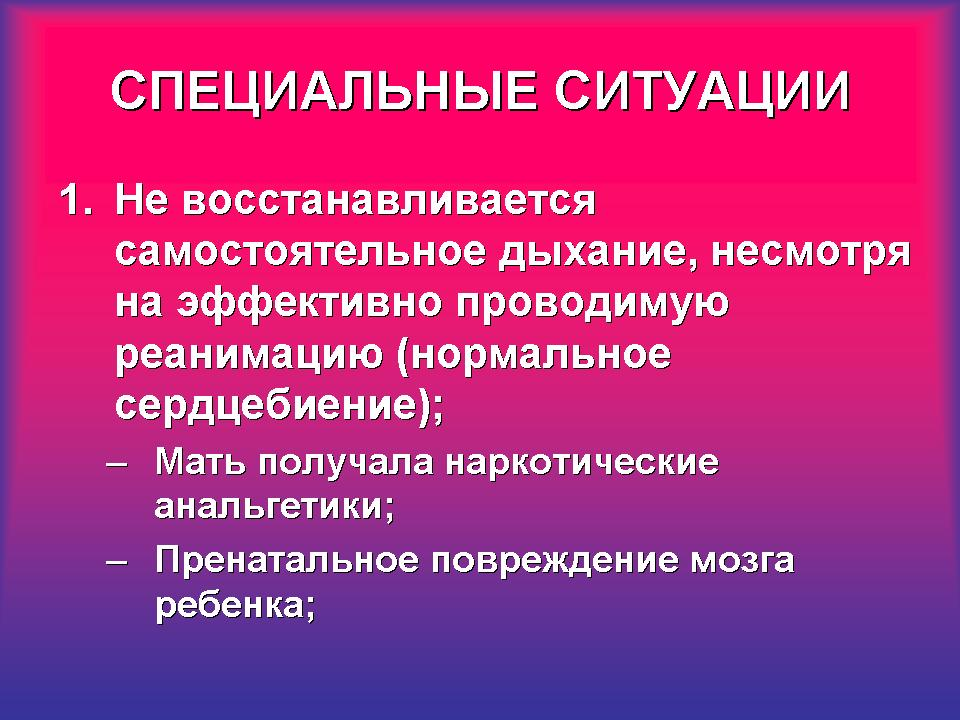 СПЕЦИАЛЬНЫЕ СИТУАЦИИ
1. Не восстанавливается
самостоятельное дыхание, несмотря
на эффективно проводимую
реанимацию (нормальное
сердцебиение);
– Мать получала наркотические
анальгетики;
– Пренатальное повреждение мозга
ребенка;